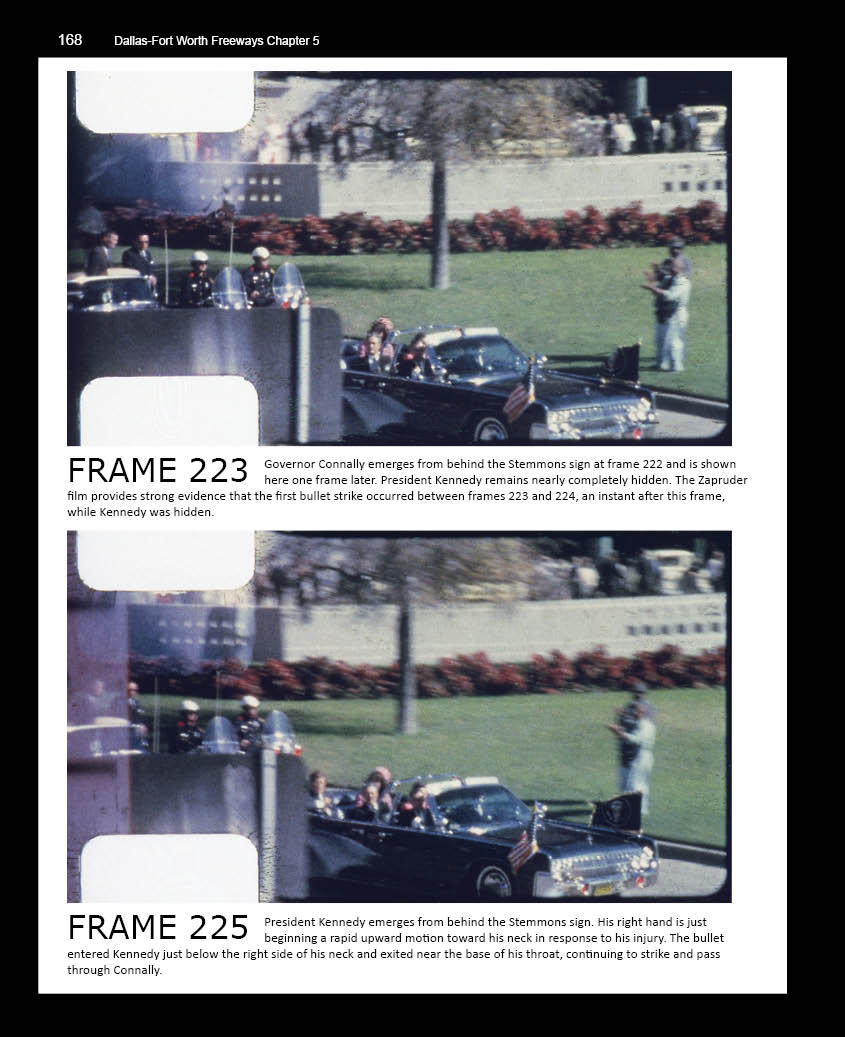 168 Dallas-Fort Worth Freeways Chapter 5
FRAME 223 Governor Connally emerges from behind the Stemmons sign at frame 222 and is shown
here one frame later. President Kennedy remains nearly completely hidden. The Zapruder
film provides strong evidence that the first bullet strike occurred between frames 223 and 224, an instant after this frame,
while Kennedy was hidden.
FRAME 225 President Kennedy emerges from behind the Stemmons sign. His right hand is just
beginning a rapid upward motion toward his neck in response to his injury. The bullet
entered Kennedy just below the right side of his neck and exited near the base of his throat, continuing to strike and pass
through Connally.